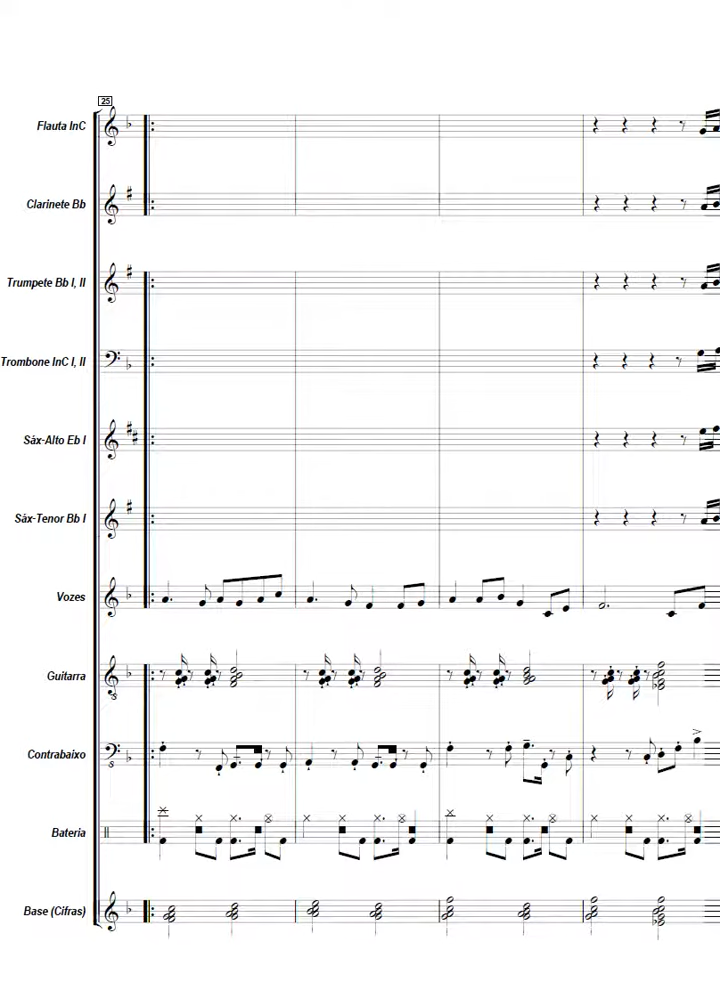 25
Flauta InC
Clarinete Bb
Trumpete Bb I, II
Trombone InC I, II
Sáx-Alto Eb I
Sáx-Tenor Bb I
Vozes
Guitarra
Contrabaixo
Bateria
Base (Cifras)